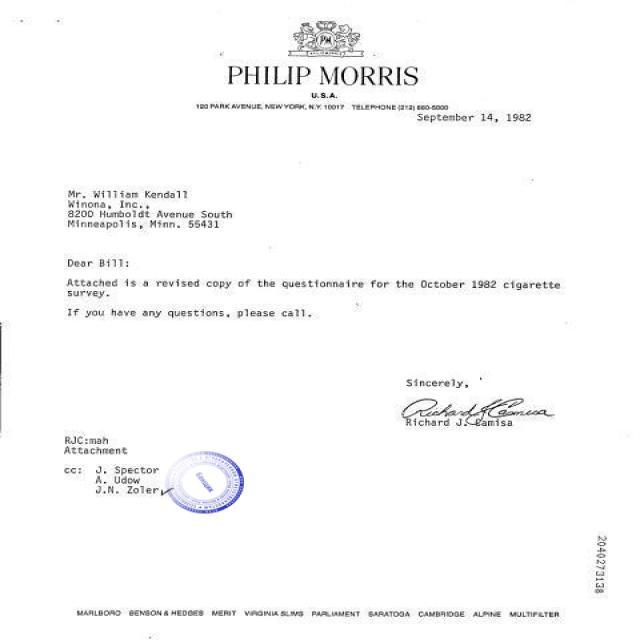 PM
PHILIP MORRIS
U.S.A.
120 PARK AVENUE, NEW YORK, N.Y. 10017 TELEPHONE (212) 880-5000
September 14, 1982
Mr. William Kendall
Winona, Inc.,
8200 Humboldt Avenue South
Minneapolis, Minn. 55431
Dear Bill:
Attached is a revised copy of the questionnaire for the October 1982 cigarette
survey.
If you have any questions, please call.
Sincerely,
Richard J. Camisa
Richard J. Camisa
RJC:mah
Attachment
cc: J. Spector
A. Udow
J.N. Zoler
2040273138
MARLBORO BENSON & HEDGES MERIT VIRGINIA SLIMS PARLIAMENT SARATOGA CAMBRIDGE ALPINE MULTIFILTER